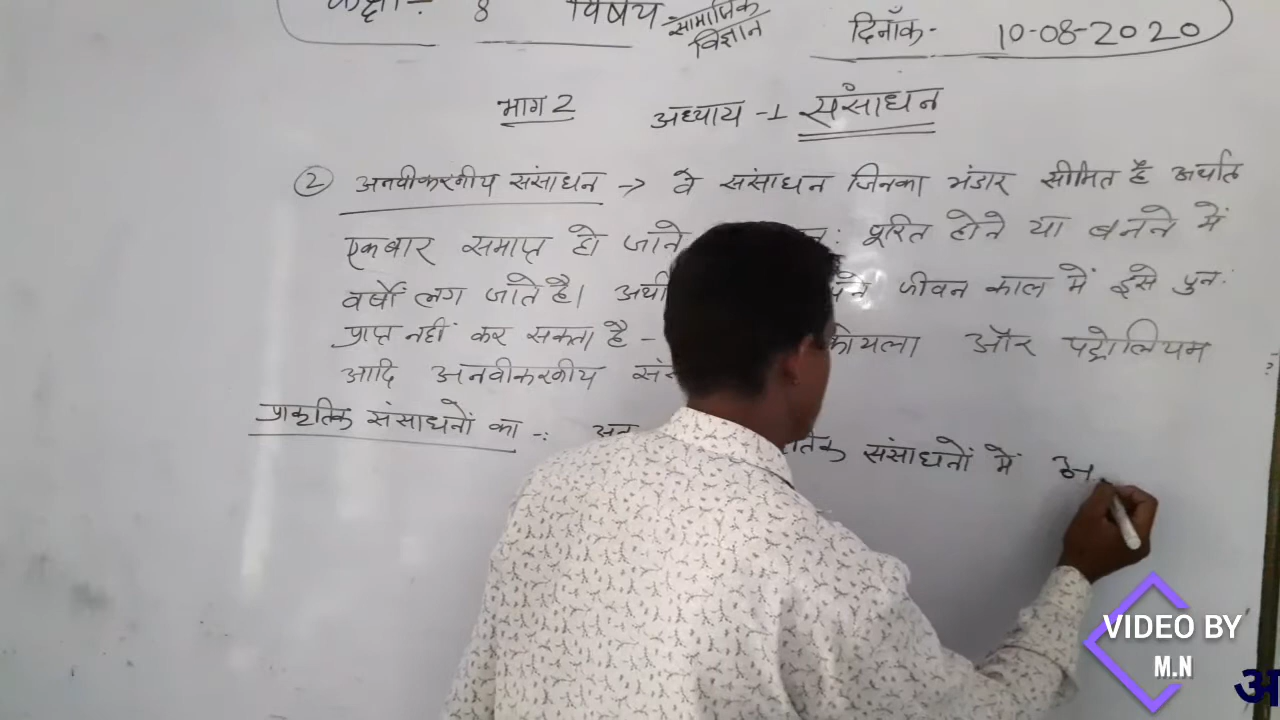 कक्षा:- 8 विषय सामाजिक विज्ञान दिनाँक- 10-08-2020
भाग 2 अध्याय -1 संसाधन
② अनवीकरणीय संसाधन → वे संसाधन जिनका भंडार सीमित है अर्थात
एकबार समाप्त हो जाने : पूरित होने या बनने में
वर्षों लग जाते है। जीवन काल में इसे पुन:
प्राप्त नहीं कर सकता है - कोयला और पट्रोलियम
आदि अनवीकरणीय
प्राकृतिक संसाधनों का -: संसाधनों में
VIDEO BY
M.N